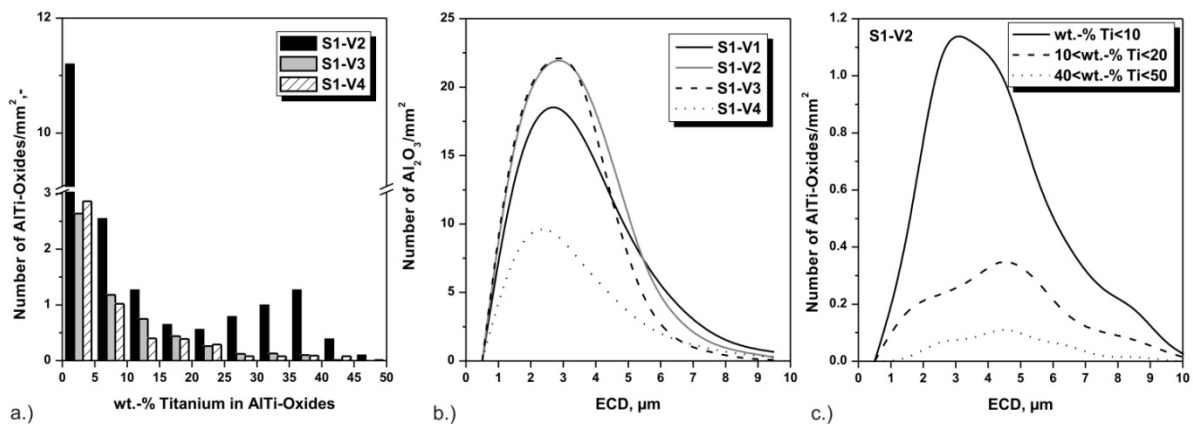 12
11
10
3
2
1
0
Number of AlTi-Oxides/mm²,-
S1-V2
S1-V3
S1-V4
0 5 10 15 20 25 30 35 40 45 50
wt.-% Titanium in AlTi-Oxides
a.)
25
20
15
10
5
0
Number of Al₂O₃/mm²
S1-V1
S1-V2
S1-V3
S1-V4
0 1 2 3 4 5 6 7 8 9 10
ECD, µm
b.)
1.2
1.0
0.8
0.6
0.4
0.2
0.0
Number of AlTi-Oxides/mm²
S1-V2
wt.-% Ti<10
10<wt.-% Ti<20
40<wt.-% Ti<50
0 1 2 3 4 5 6 7 8 9 10
ECD, µm
c.)